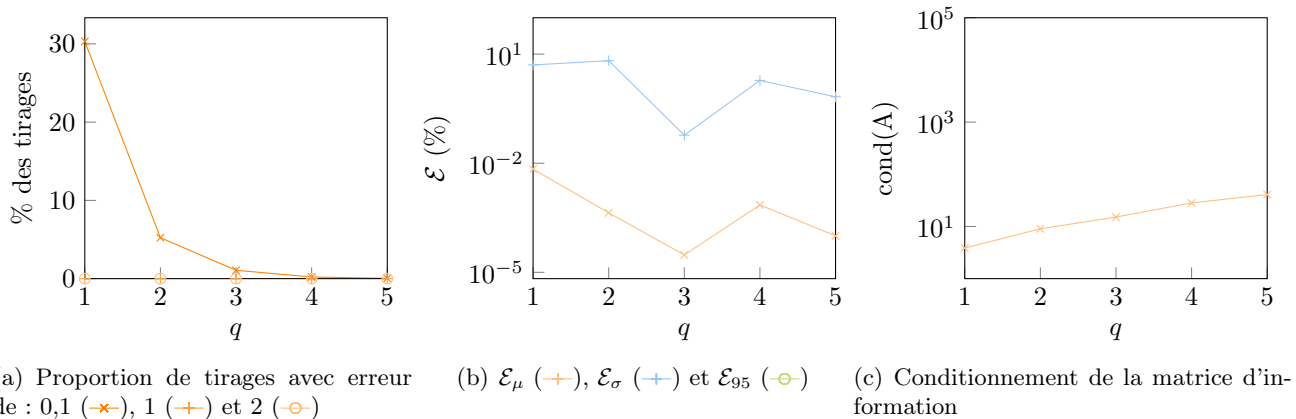 30
20
10
0
1 2 3 4 5
q
% des tirages
10^1
10^-2
10^-5
1 2 3 4 5
q
ℰ (%)
10^5
10^3
10^1
1 2 3 4 5
q
cond(A)
a) Proportion de tirages avec erreur
de : 0,1 (), 1 () et 2 ()
(b) ℰ_μ (), ℰ_σ () et ℰ_95 ()
(c) Conditionnement de la matrice d'in-
formation